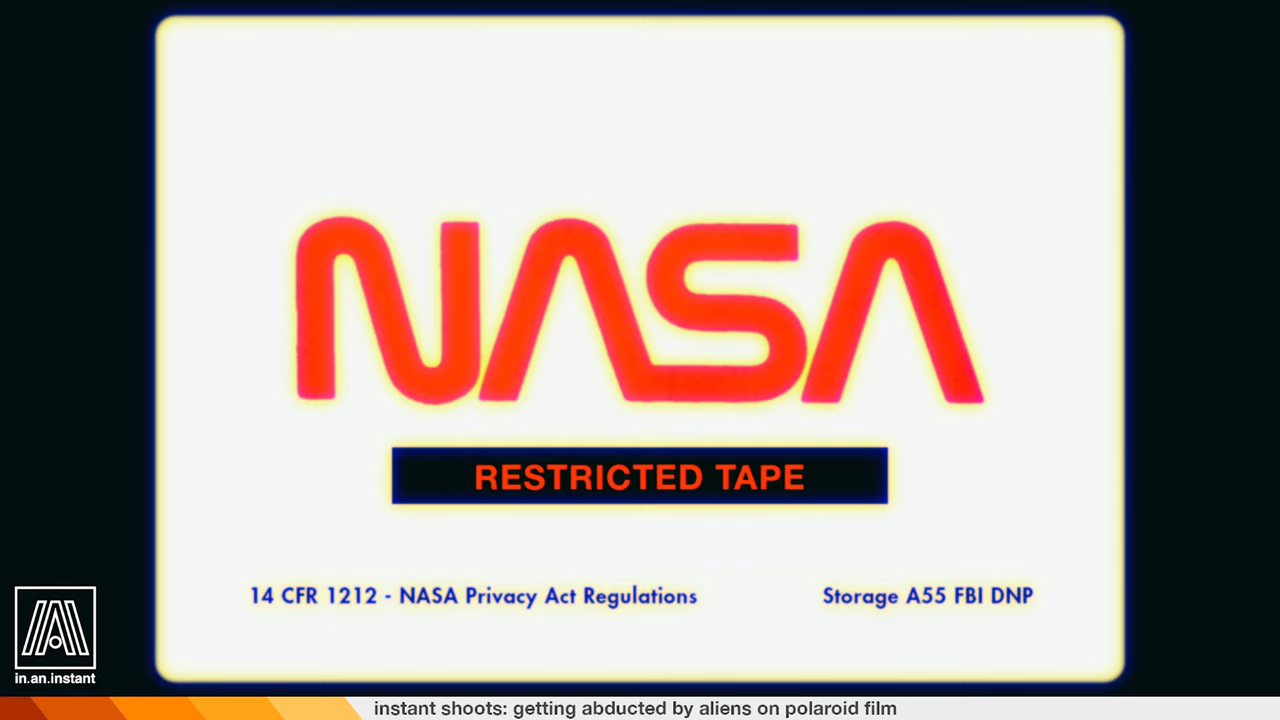 NASA
RESTRICTED TAPE
14 CFR 1212 - NASA Privacy Act Regulations
Storage A55 FBI DNP
in.an.instant
instant shoots: getting abducted by aliens on polaroid film